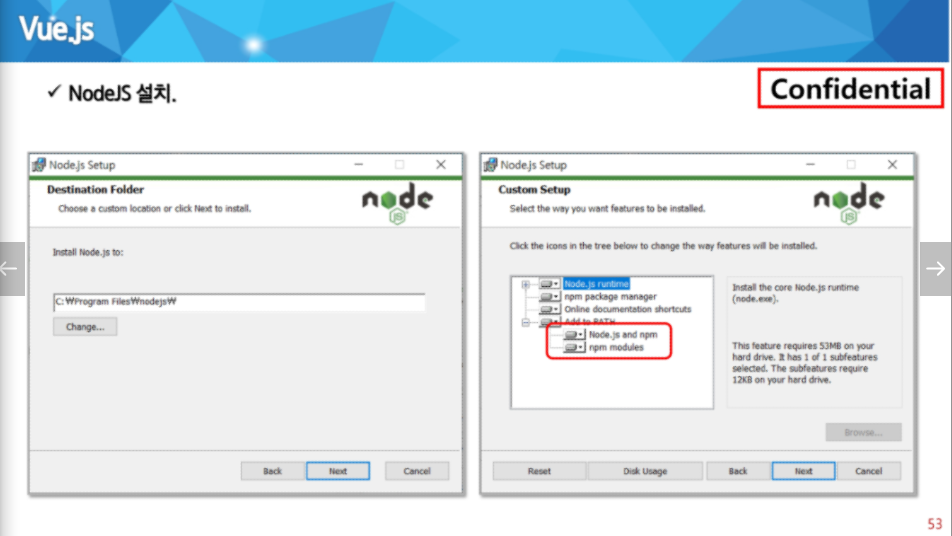 Vue.js
✓ NodeJS 설치.
Confidential
Node.js Setup
Destination Folder
Choose a custom location or click Next to install.
node
JS
Install Node.js to:
C:₩Program Files₩nodejs₩
Change...
Back
Next
Cancel
Node.js Setup
Custom Setup
Select the way you want features to be installed.
node
JS
Click the icons in the tree below to change the way features will be installed.
Node.js runtime
npm package manager
Online documentation shortcuts
Add to PATH
Node.js and npm
npm modules
Install the core Node.js runtime
(node.exe).
This feature requires 53MB on your
hard drive. It has 1 of 1 subfeatures
selected. The subfeatures require
12KB on your hard drive.
Browse...
Reset
Disk Usage
Back
Next
Cancel
53